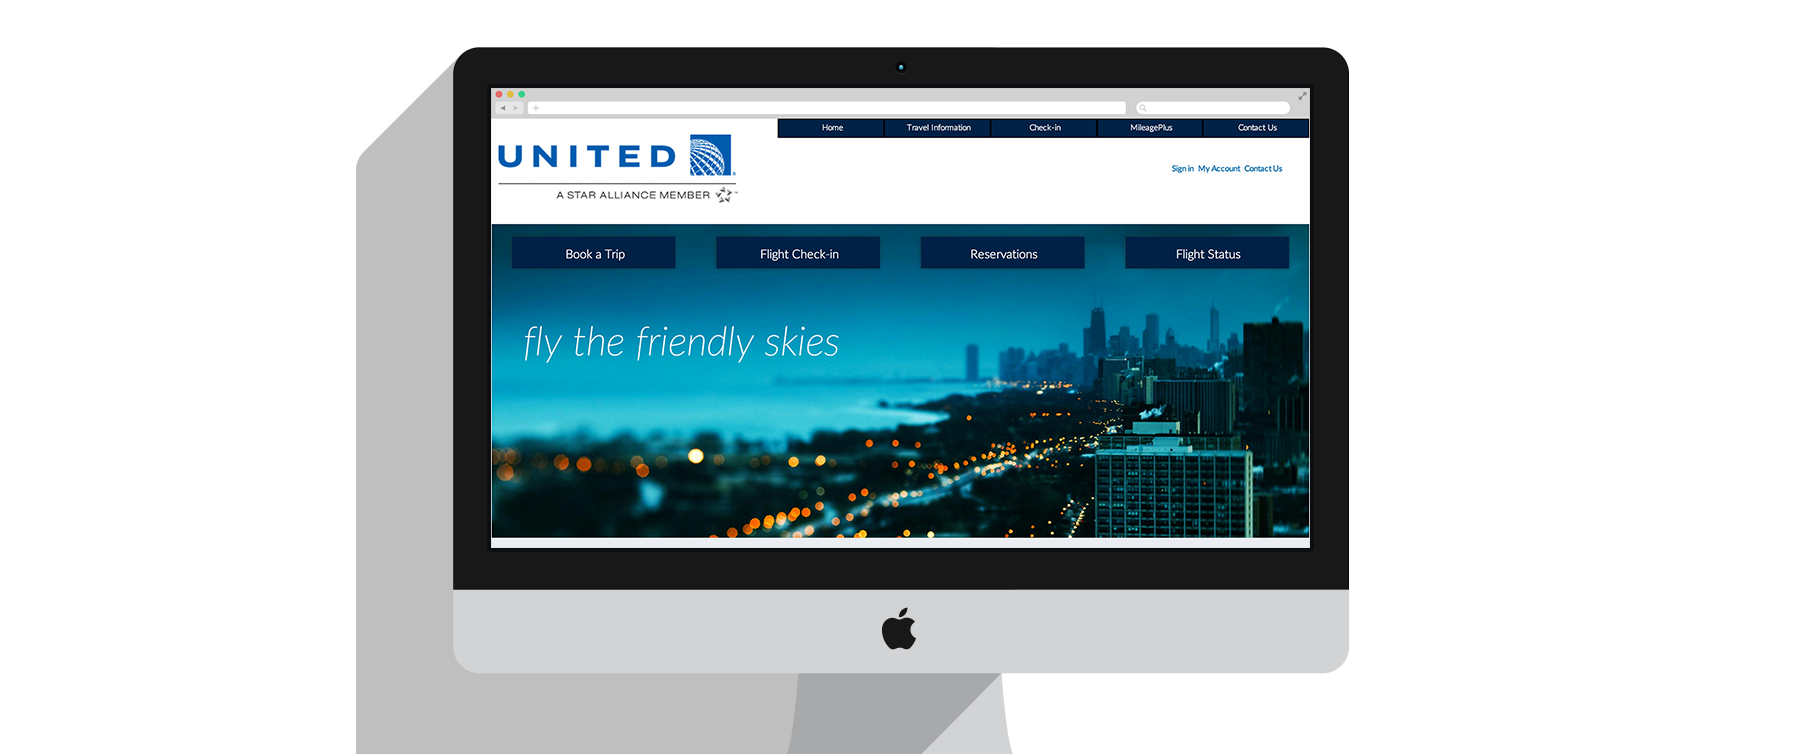 Home Travel Information Check-in MileagePlus Contact Us
UNITED
Sign in My Account Contact Us
A STAR ALLIANCE MEMBER
Book a Trip Flight Check-in Reservations Flight Status
fly the friendly skies